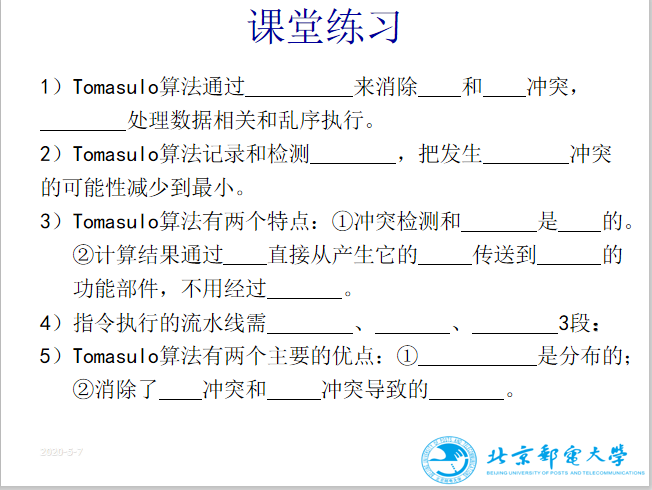 课堂练习
1）Tomasulo算法通过__________来消除____和____冲突，
________处理数据相关和乱序执行。
2）Tomasulo算法记录和检测________，把发生________冲突
的可能性减少到最小。
3）Tomasulo算法有两个特点：①冲突检测和_______是____的。
②计算结果通过____直接从产生它的_____传送到______的
功能部件，不用经过_______。
4）指令执行的流水线需________、_______、________3段：
5）Tomasulo算法有两个主要的优点：①___________是分布的；
②消除了____冲突和_____冲突导致的_______。
2020-5-7
北京邮电大学
BEIJING UNIVERSITY OF POSTS AND TELECOMMUNICATIONS